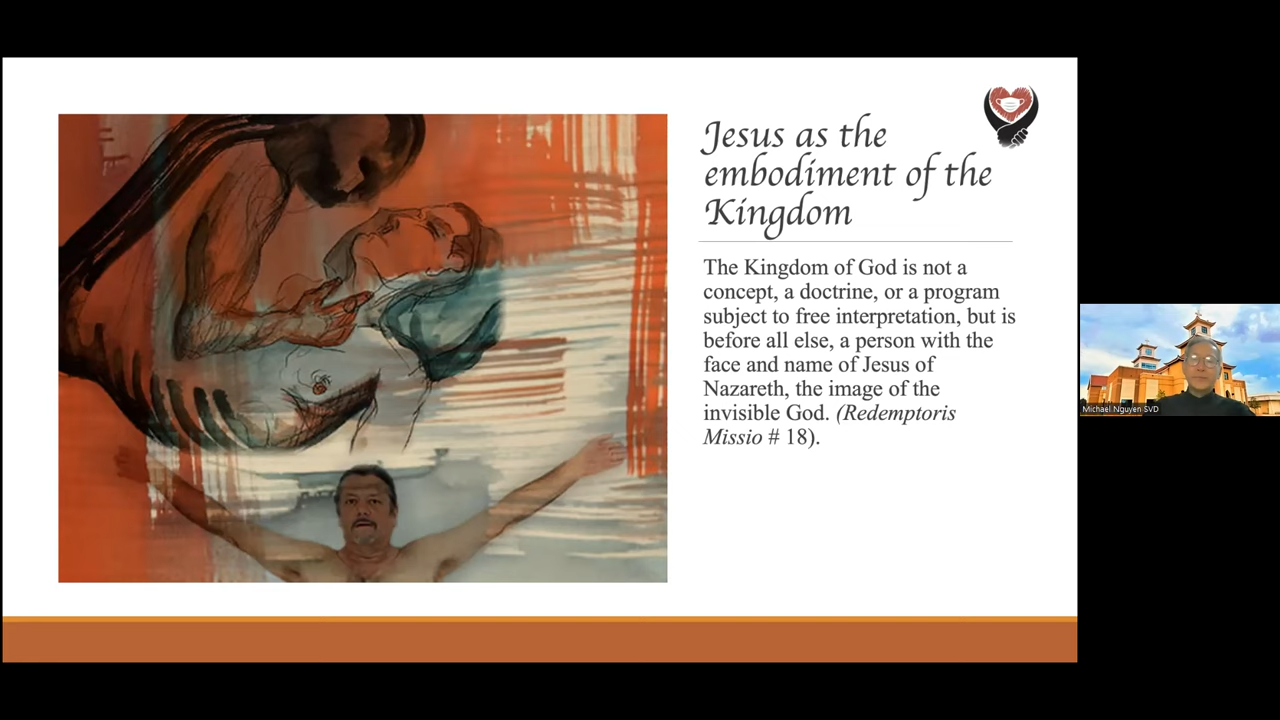 Jesus as the
embodiment of the
Kingdom
The Kingdom of God is not a
concept, a doctrine, or a program
subject to free interpretation, but is
before all else, a person with the
face and name of Jesus of
Nazareth, the image of the
invisible God. (Redemptoris
Missio # 18).
Michael Nguyen SVD